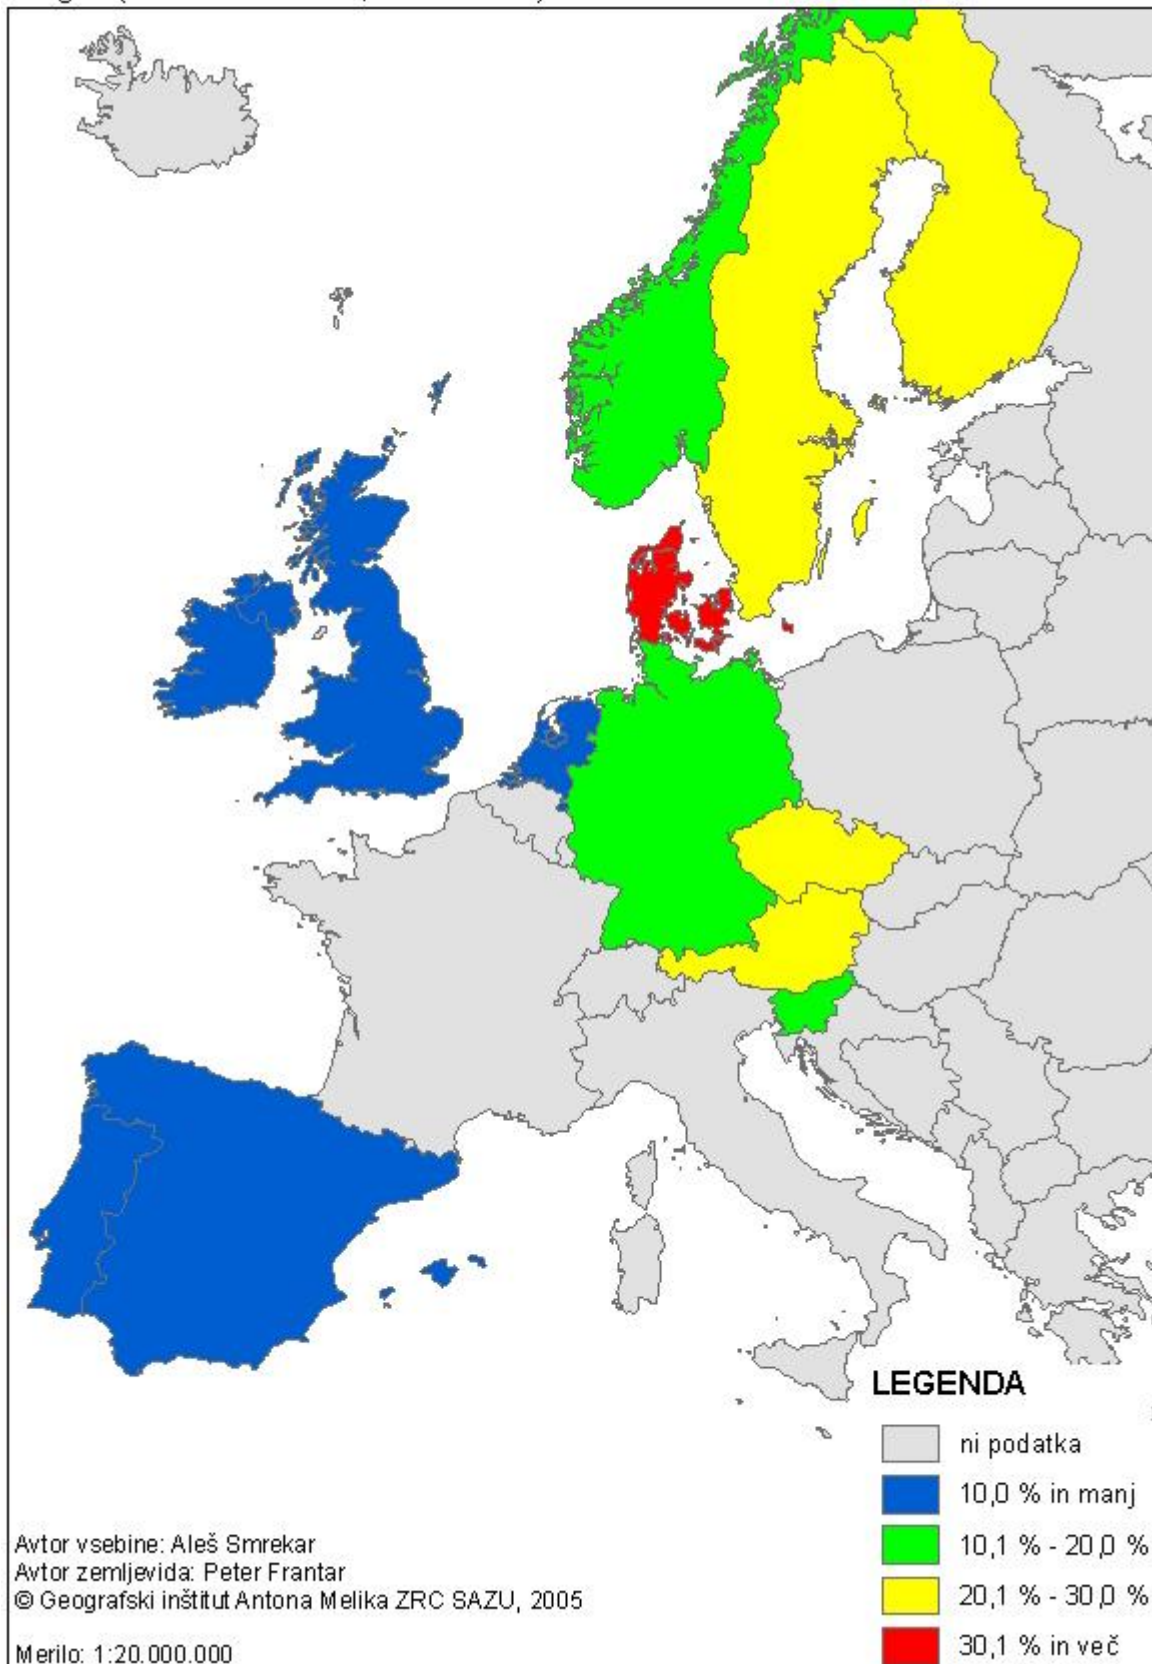 LEGENDA
ni podatka
10,0 % in manj
10,1 % - 20,0 %
20,1 % - 30,0 %
30,1 % in več
Avtor vsebine: Aleš Smrekar
Avtor zemljevida: Peter Frantar
© Geografski inštitut Antona Melika ZRC SAZU, 2005
Merilo: 1:20.000.000